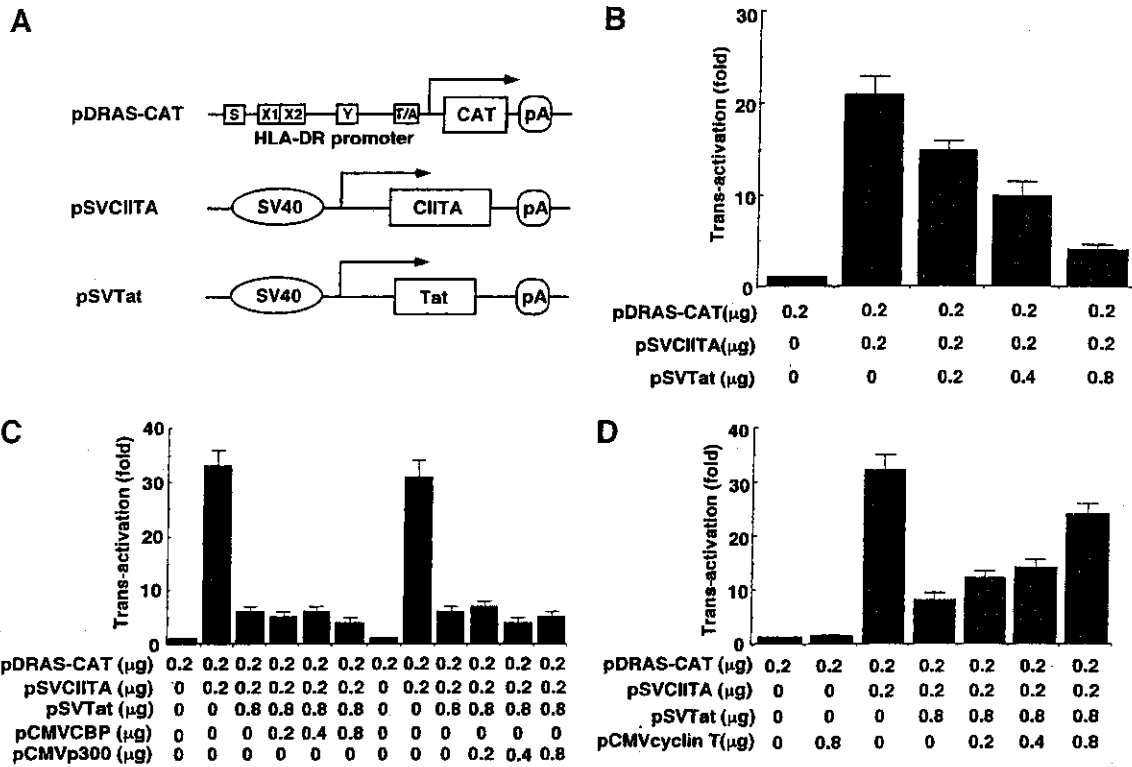 A
pDRAS-CAT
S X1 X2 Y T/A CAT pA
HLA-DR promoter
pSVCIITA
SV40 CIITA pA
pSVTat
SV40 Tat pA
B
Trans-activation (fold)
30
20
10
0
pDRAS-CAT(μg) 0.2 0.2 0.2 0.2 0.2
pSVCIITA(μg) 0 0.2 0.2 0.2 0.2
pSVTat (μg) 0 0 0.2 0.4 0.8
C
Trans-activation (fold)
40
30
20
10
0
pDRAS-CAT (μg) 0.2 0.2 0.2 0.2 0.2 0.2 0.2 0.2 0.2 0.2 0.2 0.2
pSVCIITA (μg) 0 0.2 0.2 0.2 0.2 0.2 0 0.2 0.2 0.2 0.2 0.2
pSVTat (μg) 0 0 0.8 0.8 0.8 0.8 0 0 0.8 0.8 0.8 0.8
pCMVCBP (μg) 0 0 0 0.2 0.4 0.8 0 0 0 0 0 0
pCMVp300 (μg) 0 0 0 0 0 0 0 0 0 0.2 0.4 0.8
D
Trans-activation (fold)
40
30
20
10
0
pDRAS-CAT (μg) 0.2 0.2 0.2 0.2 0.2 0.2 0.2
pSVCIITA (μg) 0 0 0.2 0.2 0.2 0.2 0.2
pSVTat (μg) 0 0 0 0.8 0.8 0.8 0.8
pCMVcyclin T(μg) 0 0.8 0 0 0.2 0.4 0.8